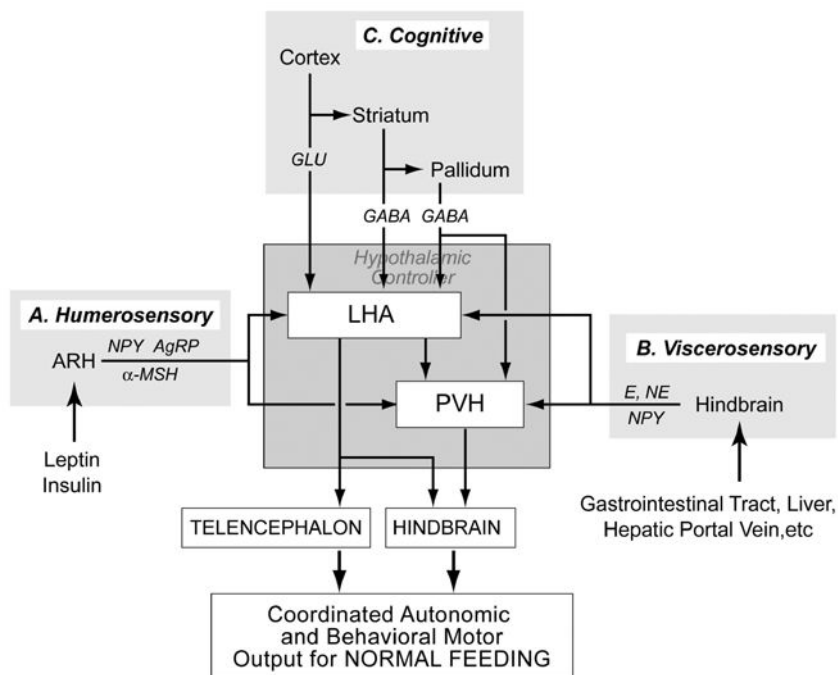 C. Cognitive
Cortex
Striatum
GLU
Pallidum
GABA GABA
Hypothalamic
Controller
LHA
PVH
A. Humerosensory
NPY AgRP
ARH
α-MSH
Leptin
Insulin
B. Viscerosensory
E, NE
Hindbrain
NPY
Gastrointestinal Tract, Liver,
Hepatic Portal Vein,etc
TELENCEPHALON
HINDBRAIN
Coordinated Autonomic
and Behavioral Motor
Output for NORMAL FEEDING